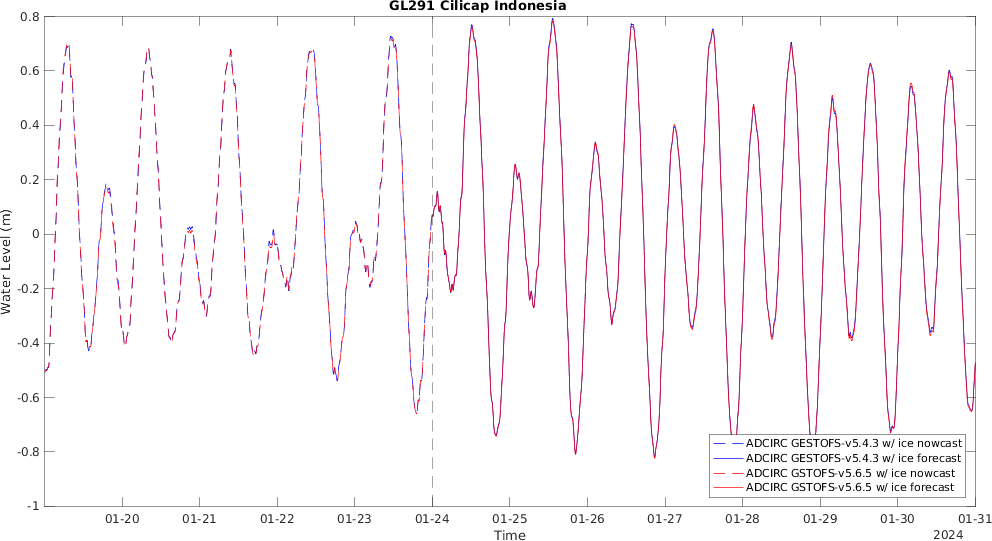 GL291 Cilicap Indonesia
Water Level (m)
0.8
0.6
0.4
0.2
0
-0.2
-0.4
-0.6
-0.8
-1
ADCIRC GESTOFS-v5.4.3 w/ ice nowcast
ADCIRC GESTOFS-v5.4.3 w/ ice forecast
ADCIRC GSTOFS-v5.6.5 w/ ice nowcast
ADCIRC GSTOFS-v5.6.5 w/ ice forecast
01-20 01-21 01-22 01-23 01-24 01-25 01-26 01-27 01-28 01-29 01-30 01-31
Time
2024